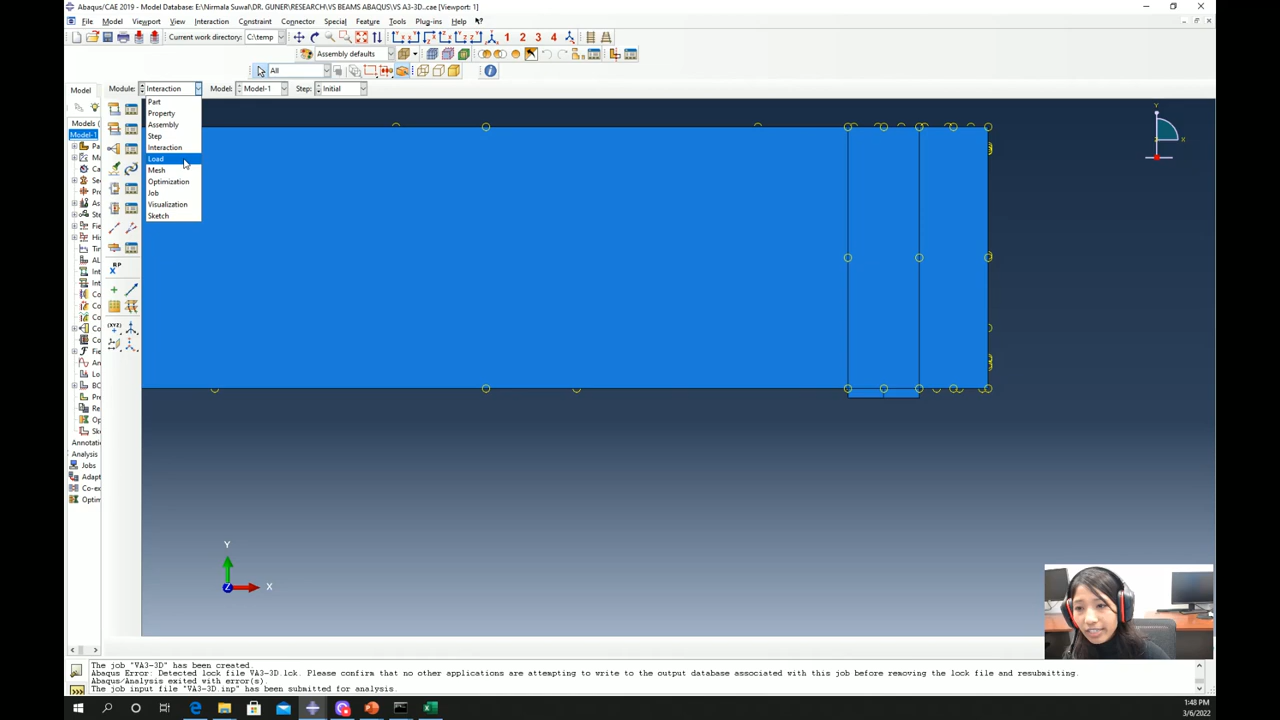 Abaqus/CAE 2019 - Model Database: E:\Nirmala Suwal\DR. GUNER\RESEARCH\VS BEAMS ABAQUS\VS A3-3D..cae [Viewport: 1]
File Model Viewport View Interaction Constraint Connector Special Feature Tools Plug-ins Help
Current work directory: C:\temp
1 2 3 4
Assembly defaults
All
Model
Module: Interaction Model: Model-1 Step: Initial
Part
Property
Assembly
Step
Interaction
Load
Mesh
Optimization
Job
Visualization
Sketch
Models (
Model-1
RP
(XYZ)
Annotatio
Analysis
Jobs
Adapt
Co-ex
Optim
Y
X
Y
Z
X
The job "VA3-3D" has been created.
Abaqus Error: Detected lock file VA3-3D.lck. Please confirm that no other applications are attempting to write to the output database associated with this job before removing the lock file and resubmitting.
Abaqus/Analysis exited with error(s).
The job input file "VA3-3D.inp" has been submitted for analysis.
1:48 PM
3/6/2022